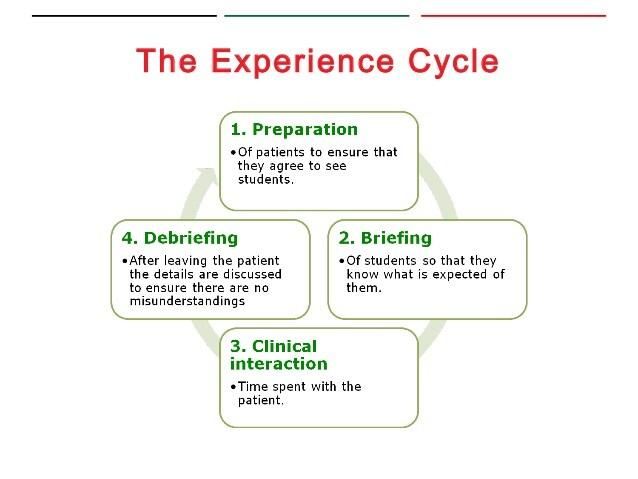 The Experience Cycle
1. Preparation
•Of patients to ensure that
they agree to see
students.
2. Briefing
•Of students so that they
know what is expected of
them.
3. Clinical
interaction
•Time spent with the
patient.
4. Debriefing
•After leaving the patient
the details are discussed
to ensure there are no
misunderstandings